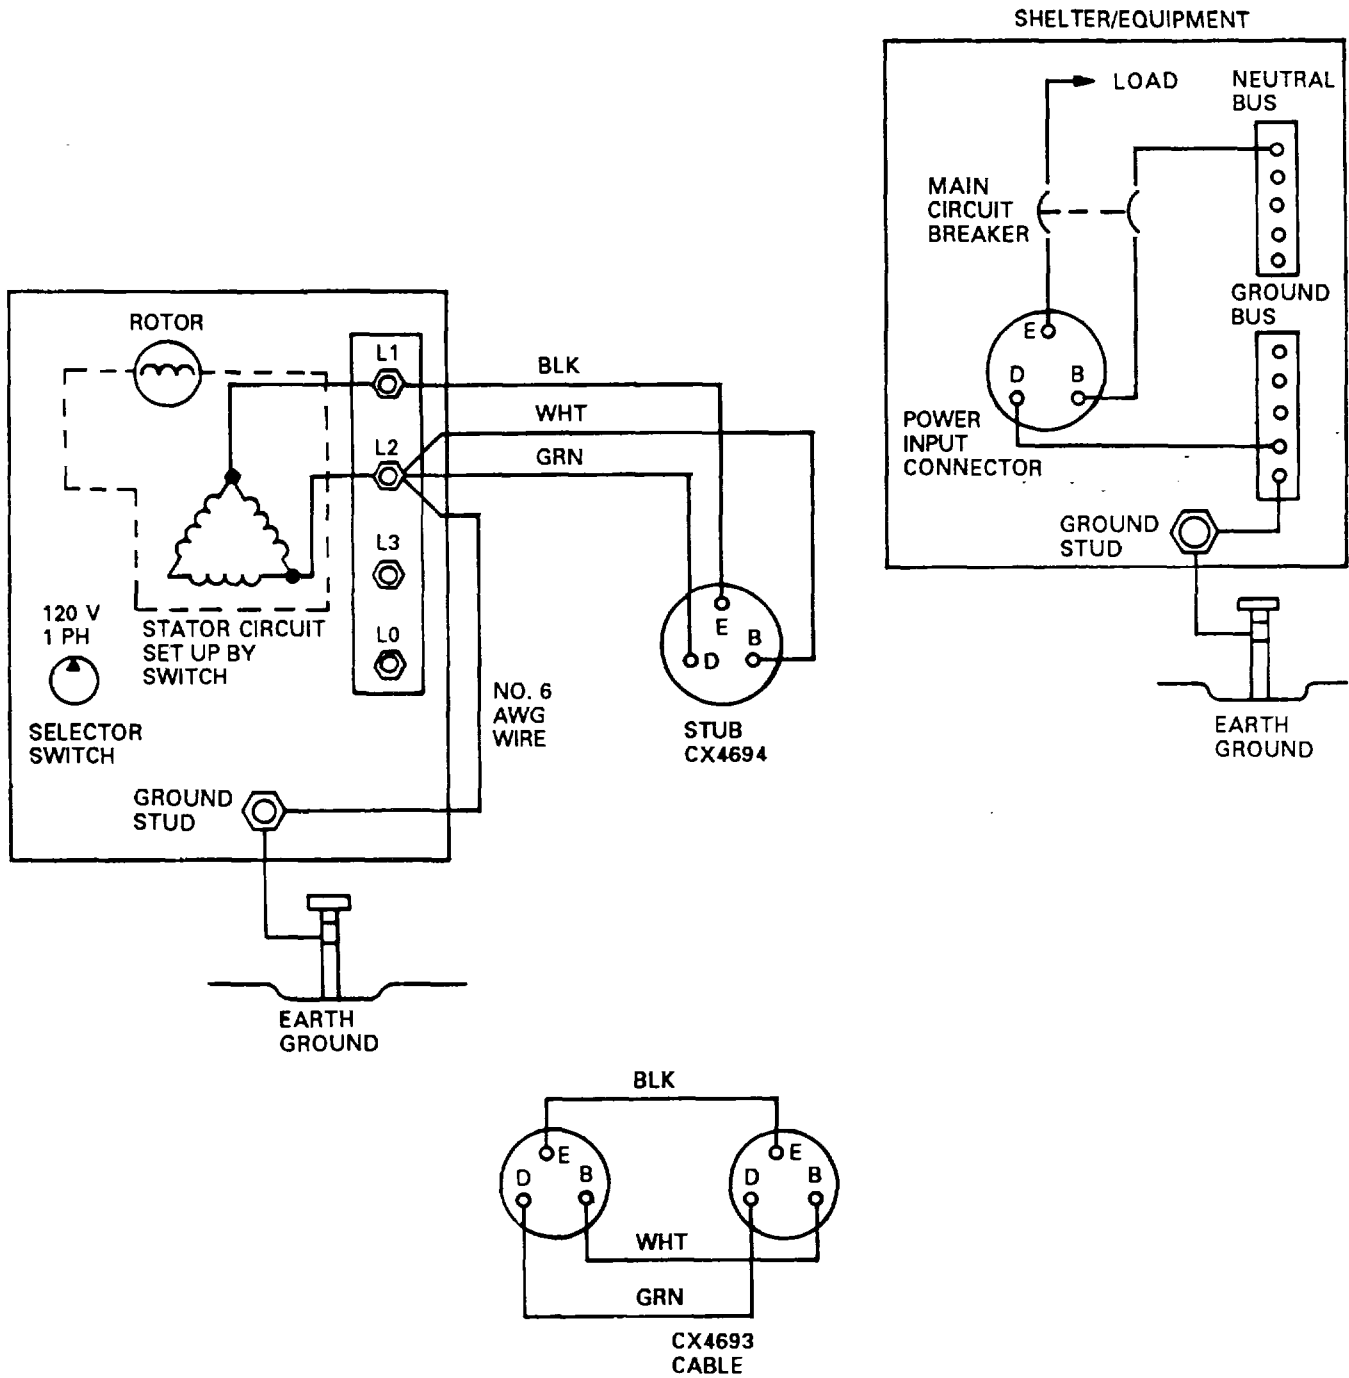 SHELTER/EQUIPMENT
LOAD
NEUTRAL
BUS
MAIN
CIRCUIT
BREAKER
GROUND
BUS
E
D
B
POWER
INPUT
CONNECTOR
GROUND
STUD
EARTH
GROUND
ROTOR
L1
BLK
WHT
L2
GRN
L3
120 V
1 PH
STATOR CIRCUIT
SET UP BY
SWITCH
L0
E
B
D
SELECTOR
SWITCH
NO. 6
AWG
WIRE
STUB
CX4694
GROUND
STUD
EARTH
GROUND
BLK
E
D
B
E
D
B
WHT
GRN
CX4693
CABLE